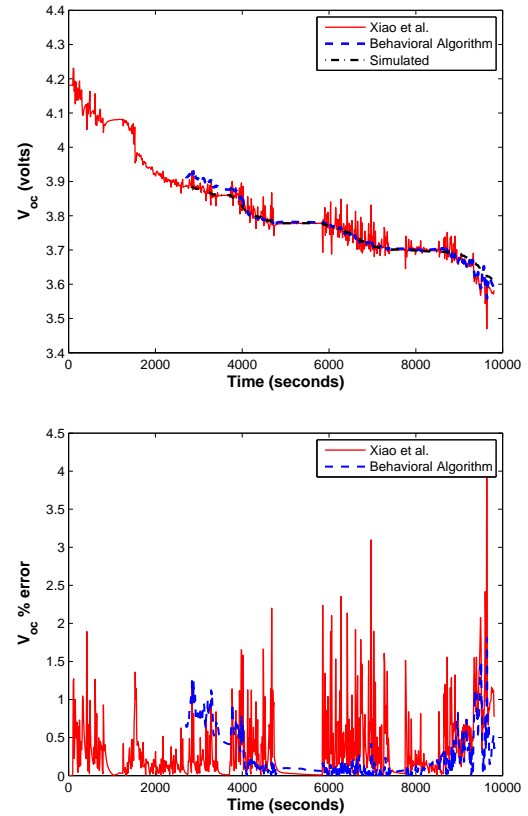 4.4
4.3
4.2
4.1
4
3.9
3.8
3.7
3.6
3.5
3.4
V_oc (volts)
Xiao et al.
Behavioral Algorithm
Simulated
0 2000 4000 6000 8000 10000
Time (seconds)
4.5
4
3.5
3
2.5
2
1.5
1
0.5
0
V_oc % error
Xiao et al.
Behavioral Algorithm
0 2000 4000 6000 8000 10000
Time (seconds)